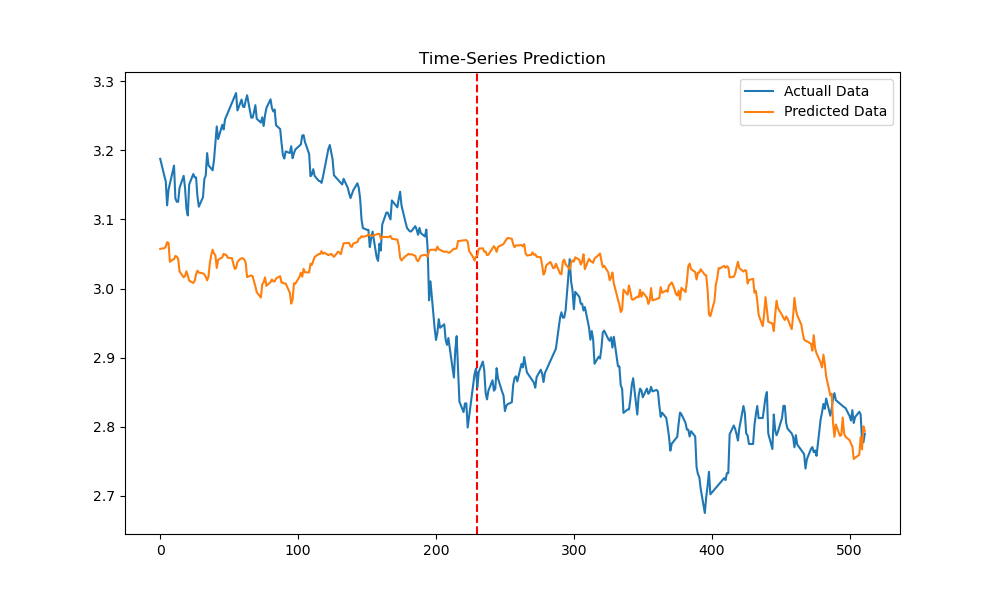 Time-Series Prediction
Actuall Data
Predicted Data
3.3
3.2
3.1
3.0
2.9
2.8
2.7
0 100 200 300 400 500